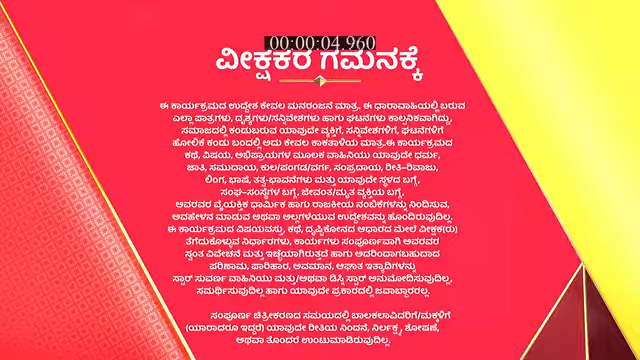 00:00:04.960
ವೀಕ್ಷಕರ ಗಮನಕ್ಕೆ
ಈ ಕಾರ್ಯಕ್ರಮದ ಉದ್ದೇಶ ಕೇವಲ ಮನರಂಜನೆ ಮಾತ್ರ. ಈ ಧಾರಾವಾಹಿಯಲ್ಲಿ ಬರುವ
ಎಲ್ಲಾ ಪಾತ್ರಗಳು, ದೃಶ್ಯಗಳು/ಸನ್ನಿವೇಶಗಳು ಹಾಗು ಘಟನೆಗಳು ಕಾಲ್ಪನಿಕವಾಗಿದ್ದು,
ಸಮಾಜದಲ್ಲಿ ಕಂಡುಬರುವ ಯಾವುದೇ ವ್ಯಕ್ತಿಗೆ, ಸನ್ನಿವೇಶಗಳಿಗೆ, ಘಟನೆಗಳಿಗೆ
ಹೋಲಿಕೆ ಕಂಡು ಬಂದಲ್ಲಿ ಅದು ಕೇವಲ ಕಾಕತಾಳಿಯ ಮಾತ್ರ.ಈ ಕಾರ್ಯಕ್ರಮದ
ಕಥೆ, ವಿಷಯ, ಅಭಿಪ್ರಾಯಗಳ ಮೂಲಕ ವಾಹಿನಿಯು ಯಾವುದೇ ಧರ್ಮ,
ಜಾತಿ, ಸಮುದಾಯ, ಕುಲ/ಪಂಗಡ/ವರ್ಗ, ಸಂಪ್ರದಾಯ, ರೀತಿ-ರಿವಾಜು,
ಲಿಂಗ, ಭಾಷೆ, ತತ್ವ-ಭಾವನೆಗಳು ಮತ್ತು ಯಾವುದೇ ಸ್ಥಳದ ಬಗ್ಗೆ,
ಸಂಘ-ಸಂಸ್ಥೆಗಳ ಬಗ್ಗೆ, ಜೀವಂತ/ಮೃತ ವ್ಯಕ್ತಿಯ ಬಗ್ಗೆ,
ಅವರವರ ವೈಯಕ್ತಿಕ ಧಾರ್ಮಿಕ ಹಾಗು ರಾಜಕೀಯ ನಂಬಿಕೆಗಳನ್ನು ನಿಂದಿಸುವ,
ಅವಹೇಳನ ಮಾಡುವ ಅಥವಾ ಅಲ್ಲಗಳೆಯುವ ಉದ್ದೇಶವನ್ನು ಹೊಂದಿರುವುದಿಲ್ಲ.
ಈ ಕಾರ್ಯಕ್ರಮದ ವಿಷಯವಸ್ತು, ಕಥೆ, ದೃಷ್ಟಿಕೋನದ ಆಧಾರದ ಮೇಲೆ ವೀಕ್ಷಕ(ರು)
ತೆಗೆದುಕೊಳ್ಳುವ ನಿರ್ಧಾರಗಳು, ಕಾರ್ಯಗಳು ಸಂಪೂರ್ಣವಾಗಿ ಅವರವರ
ಸ್ವಂತ ವಿವೇಚನೆ ಮತ್ತು ಇಚ್ಛೆಯಾಗಿರುತ್ತದೆ ಹಾಗು ಅದರಿಂದಾಗಬಹುದಾದ
ಪರಿಣಾಮ, ಪಾರಿಹಾರ, ಅವಮಾನ, ಆಘಾತ ಇತ್ಯಾದಿಗಳನ್ನು
ಸ್ಟಾರ್ ಸುವರ್ಣ ವಾಹಿನಿಯು ಮತ್ತು/ಅಥವಾ ಡಿಸ್ನಿ ಸ್ಟಾರ್ ಅನುಮೋದಿಸುವುದಿಲ್ಲ,
ಸಮರ್ಥಿಸುವುದಿಲ್ಲ ಹಾಗು ಯಾವುದೇ ಪ್ರಕಾರದಲ್ಲಿ ಜವಾಬ್ದಾರರಲ್ಲ.
ಸಂಪೂರ್ಣ ಚಿತ್ರೀಕರಣದ ಸಮಯದಲ್ಲಿ ಬಾಲಕಲಾವಿದರಿಗೆ/ಮಕ್ಕಳಿಗೆ
(ಯಾರಾದರೂ ಇದ್ದರೆ) ಯಾವುದೇ ರೀತಿಯ ನಿಂದನೆ, ನಿರ್ಲಕ್ಷ್ಯ, ಶೋಷಣೆ,
ಅಥವಾ ತೊಂದರೆ ಉಂಟುಮಾಡಿರುವುದಿಲ್ಲ.